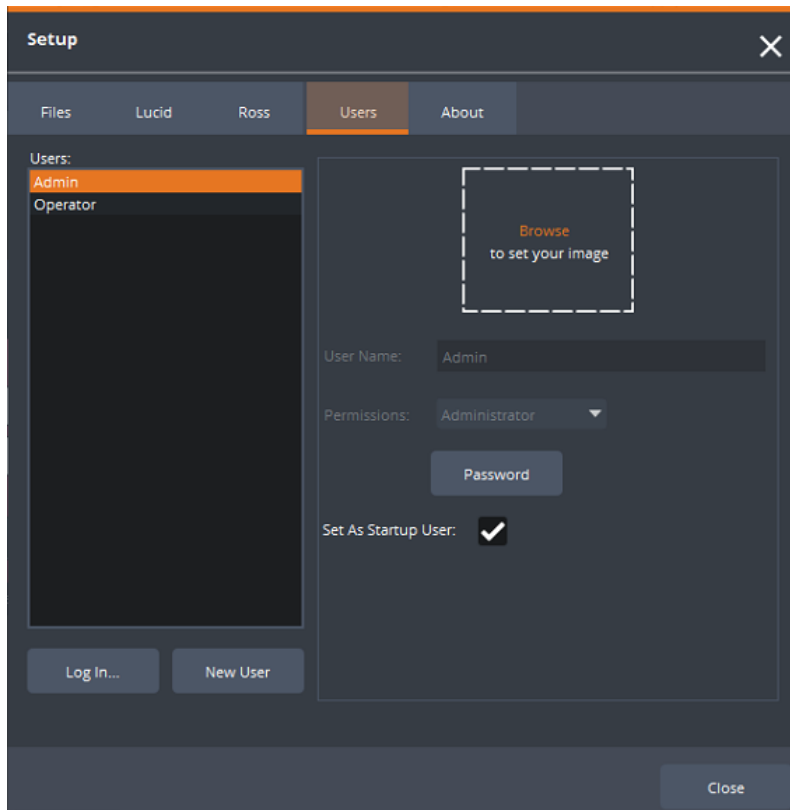 Setup
Files Lucid Ross Users About
Users:
Admin
Operator
Browse
to set your image
User Name: Admin
Permissions: Administrator
Password
Set As Startup User:
Log In... New User
Close